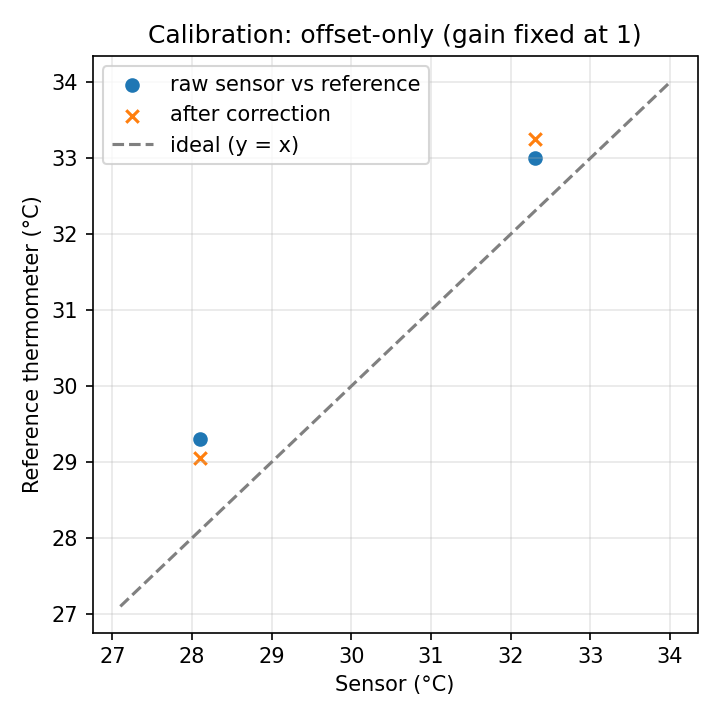 Calibration: offset-only (gain fixed at 1)
raw sensor vs reference
after correction
ideal (y = x)
Reference thermometer (°C)
34
33
32
31
30
29
28
27
27 28 29 30 31 32 33 34
Sensor (°C)